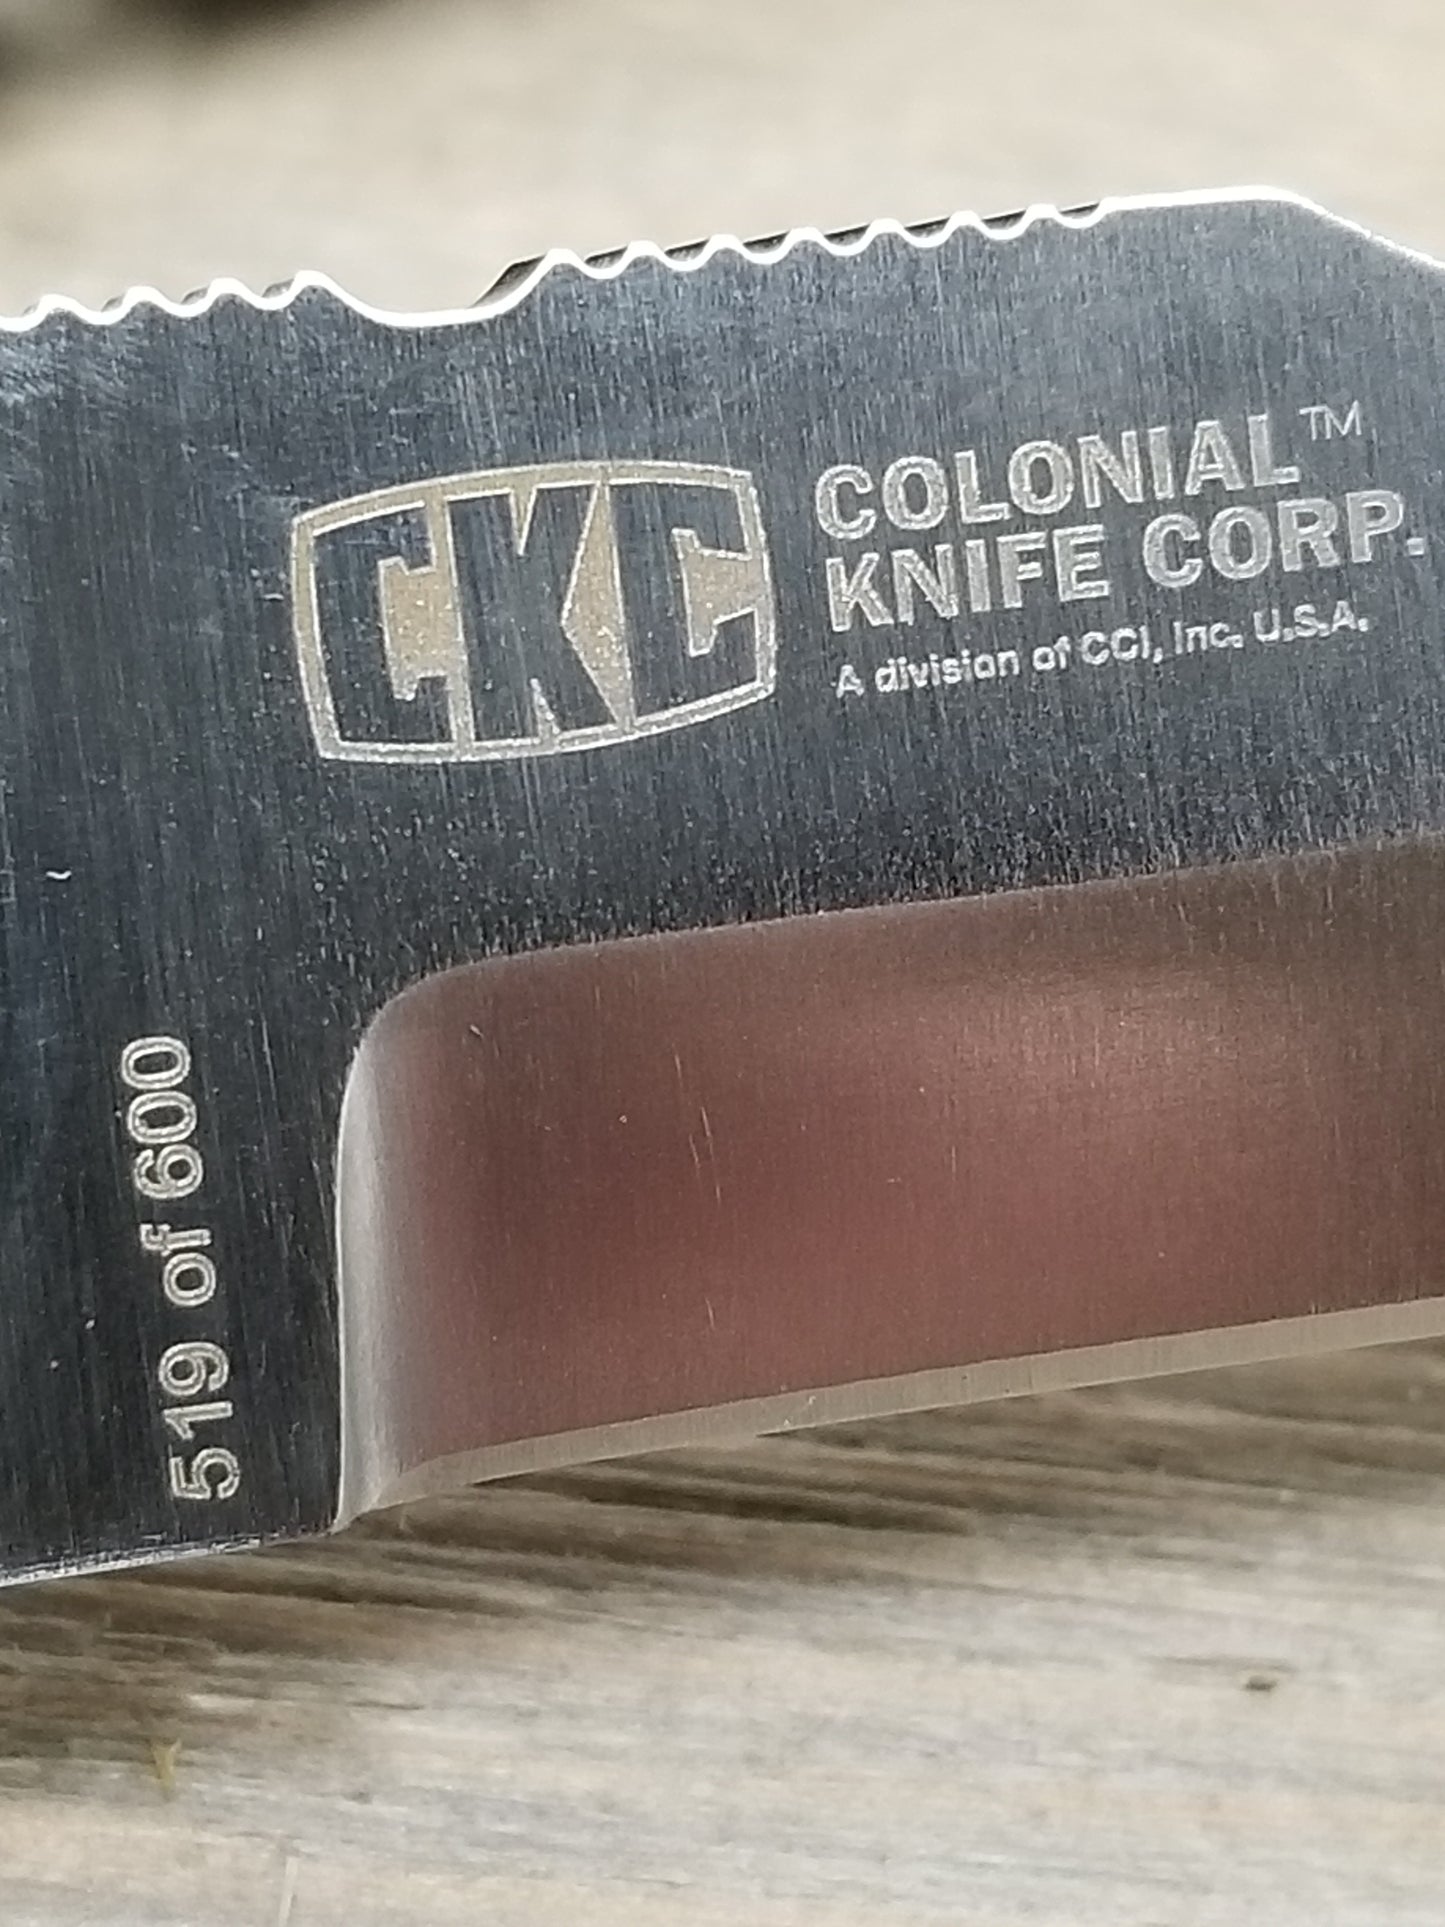 CKC
COLONIAL™
KNIFE CORP.
A division of CCI, Inc. U.S.A.
519 of 600